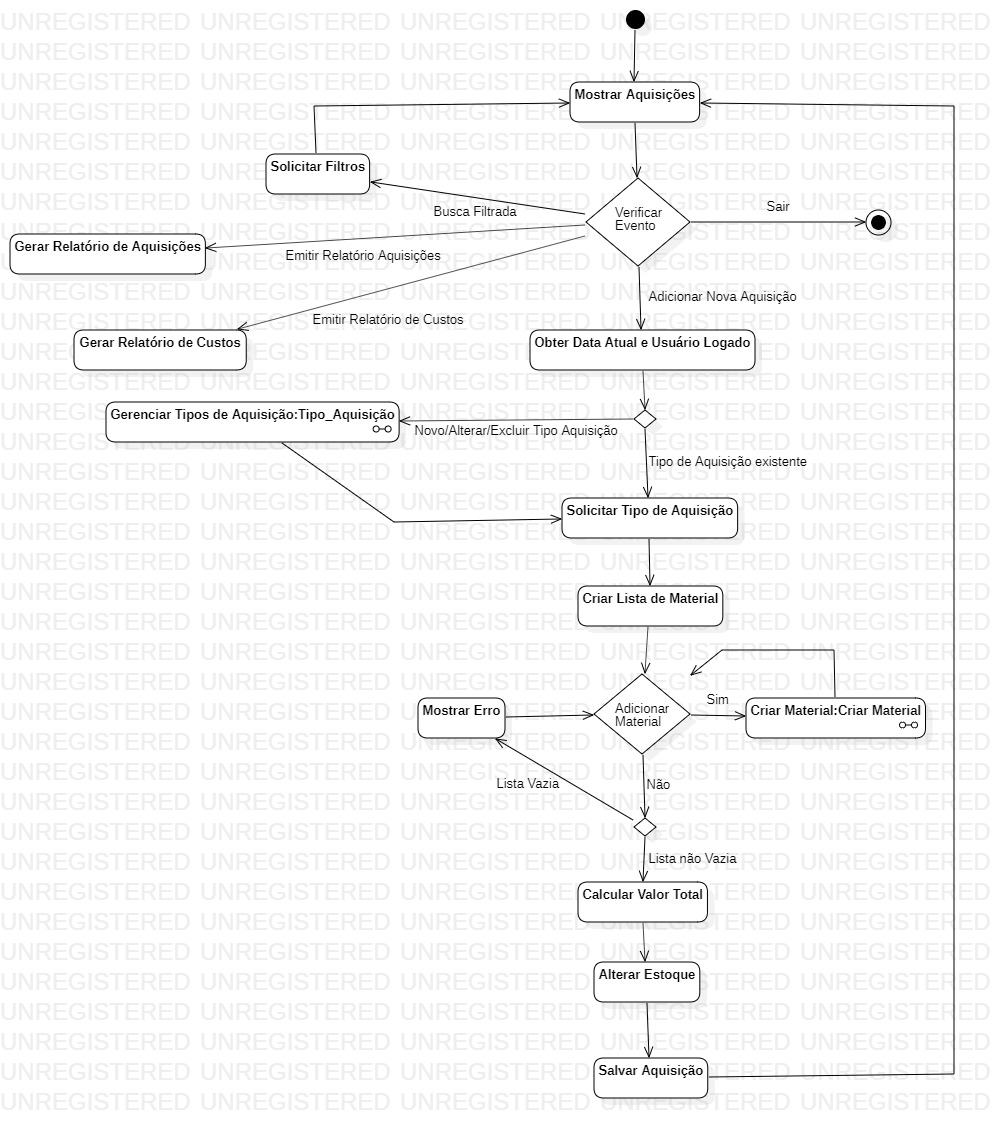 Mostrar Aquisições
Solicitar Filtros
Busca Filtrada
Verificar
Evento
Sair
Gerar Relatório de Aquisições
Emitir Relatório Aquisições
Adicionar Nova Aquisição
Emitir Relatório de Custos
Gerar Relatório de Custos
Obter Data Atual e Usuário Logado
Gerenciar Tipos de Aquisição:Tipo_Aquisição
Novo/Alterar/Excluir Tipo Aquisição
Tipo de Aquisição existente
Solicitar Tipo de Aquisição
Criar Lista de Material
Mostrar Erro
Adicionar
Material
Sim
Criar Material:Criar Material
Lista Vazia
Não
Lista não Vazia
Calcular Valor Total
Alterar Estoque
Salvar Aquisição
UNREGISTERED